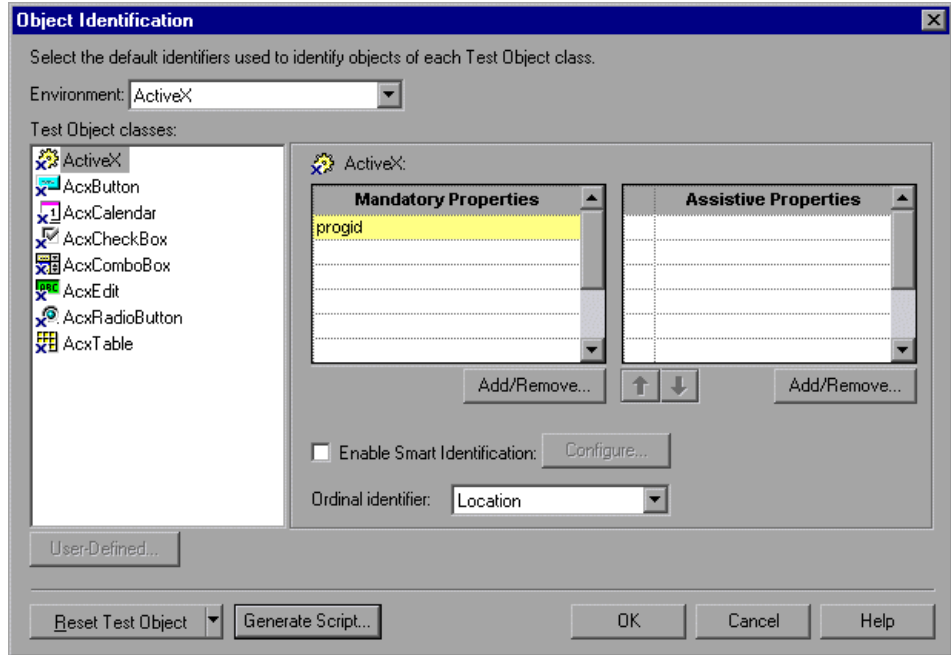 Object Identification
Select the default identifiers used to identify objects of each Test Object class.
Environment: ActiveX
Test Object classes:
ActiveX
AcxButton
AcxCalendar
AcxCheckBox
AcxComboBox
AcxEdit
AcxRadioButton
AcxTable
ActiveX:
Mandatory Properties Assistive Properties
progid
Add/Remove... Add/Remove...
Enable Smart Identification: Configure...
Ordinal identifier: Location
User-Defined...
Reset Test Object Generate Script... OK Cancel Help